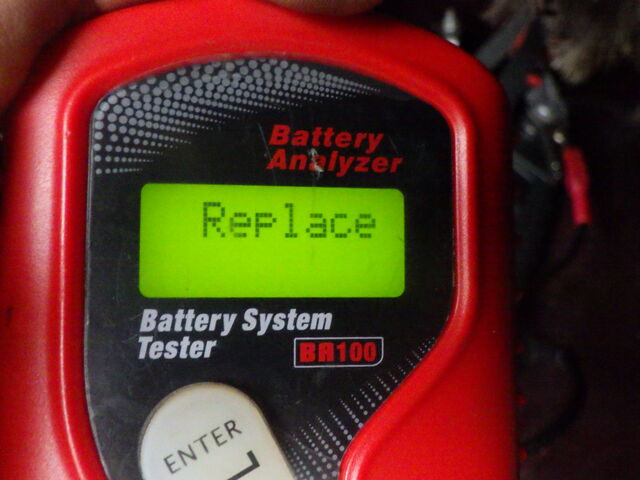 Battery
Analyzer
Replace
Battery System
Tester
BA100
ENTER